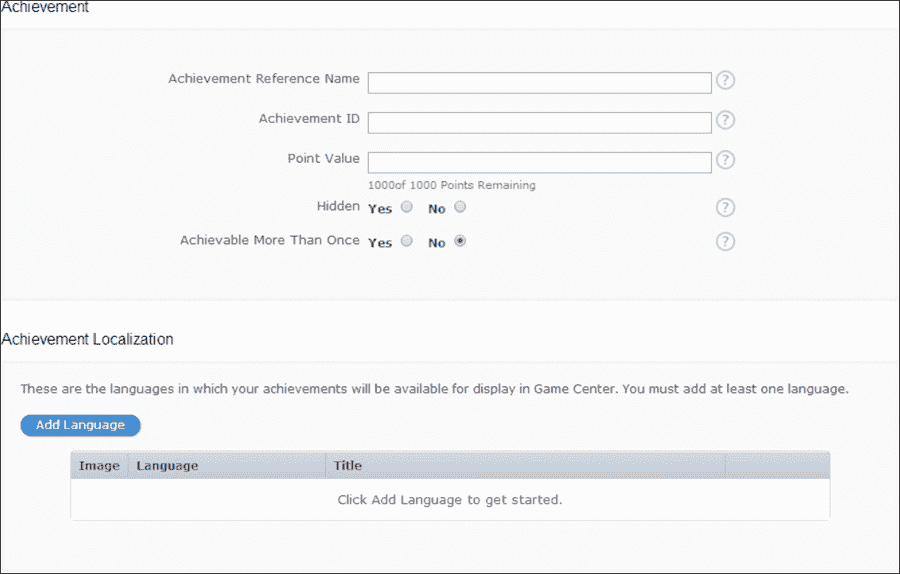 Achievement
Achievement Reference Name ?
Achievement ID ?
Point Value ?
1000of 1000 Points Remaining
Hidden Yes No ?
Achievable More Than Once Yes No ?
Achievement Localization
These are the languages in which your achievements will be available for display in Game Center. You must add at least one language.
Add Language
Image Language Title
Click Add Language to get started.